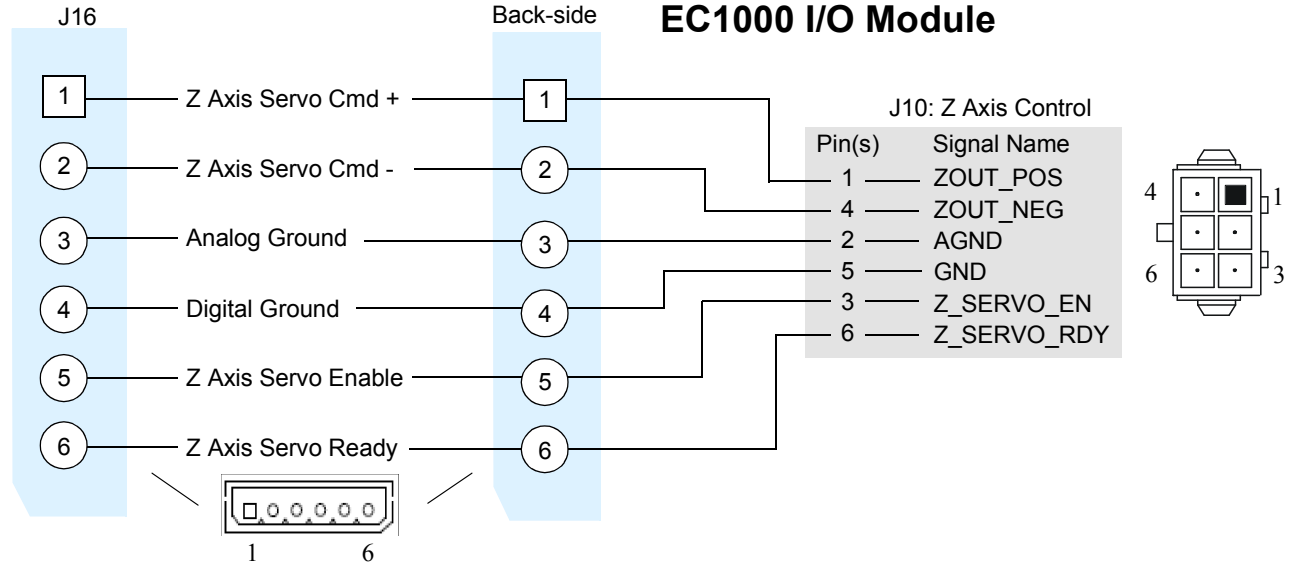 J16
Back-side
EC1000 I/O Module
1 Z Axis Servo Cmd + 1
2 Z Axis Servo Cmd - 2
3 Analog Ground 3
4 Digital Ground 4
5 Z Axis Servo Enable 5
6 Z Axis Servo Ready 6
1 6
J10: Z Axis Control
Pin(s) Signal Name
1 ZOUT_POS
4 ZOUT_NEG
2 AGND
5 GND
3 Z_SERVO_EN
6 Z_SERVO_RDY
4 1
6 3